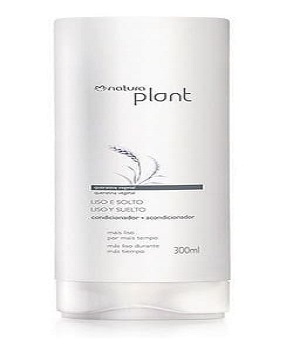 natura
plant
queratina vegetal
queratina vegetal
LISO E SOLTO
LISO Y SUELTO
condicionador • acondicionador
mais liso
por mais tempo
más liso durante
más tiempo
300ml